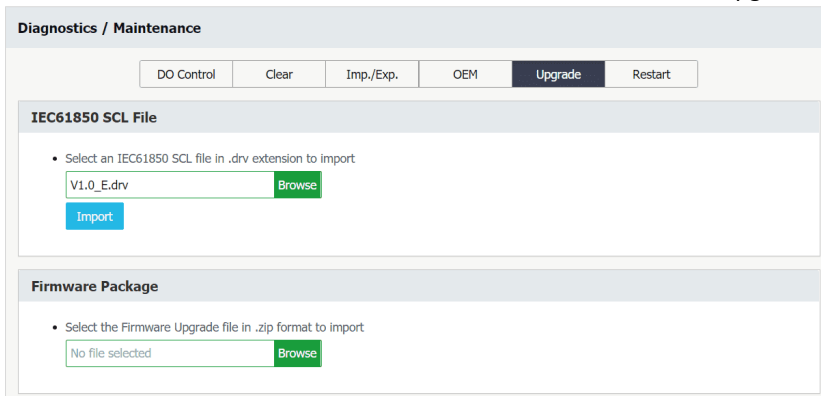 Diagnostics / Maintenance
DO Control Clear Imp./Exp. OEM Upgrade Restart
IEC61850 SCL File
• Select an IEC61850 SCL file in .drv extension to import
V1.0_E.drv Browse
Import
Firmware Package
• Select the Firmware Upgrade file in .zip format to import
No file selected Browse